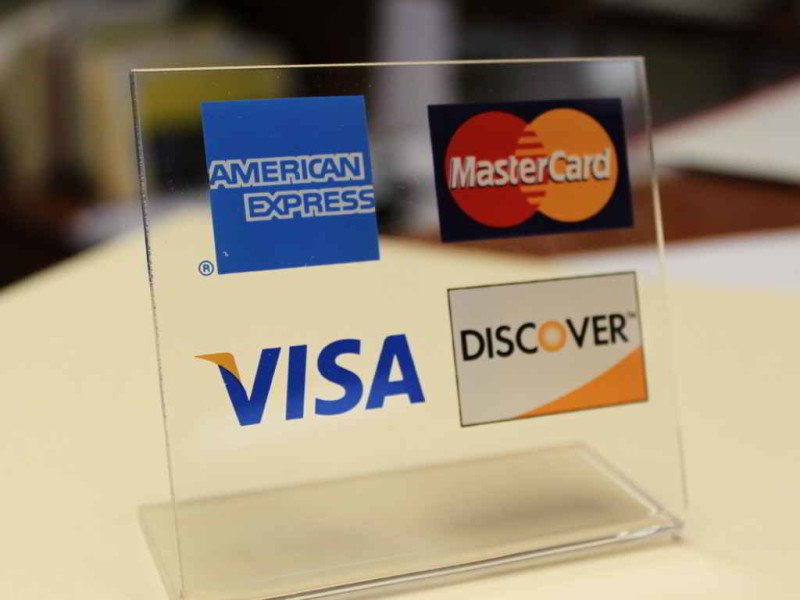 AMERICAN
EXPRESS
®
MasterCard
VISA
DISCOVER™